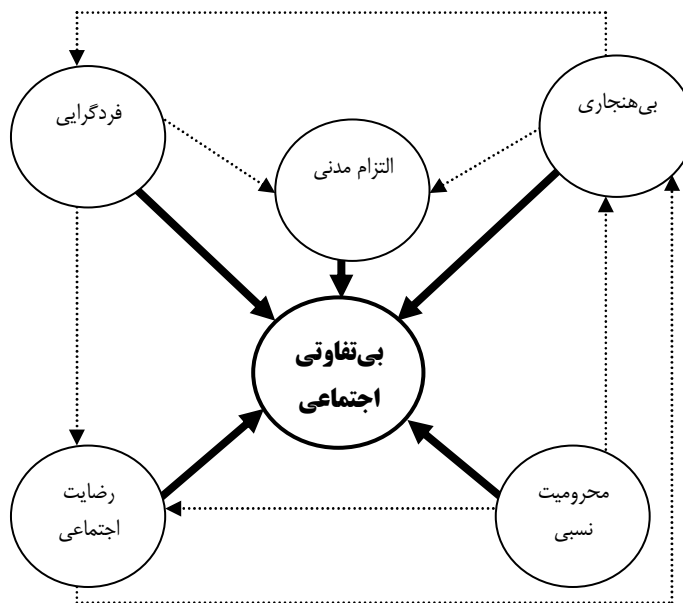 بی‌هنجاری
فردگرایی
التزام مدنی
بی‌تفاوتی
اجتماعی
محرومیت
نسبی
رضایت
اجتماعی